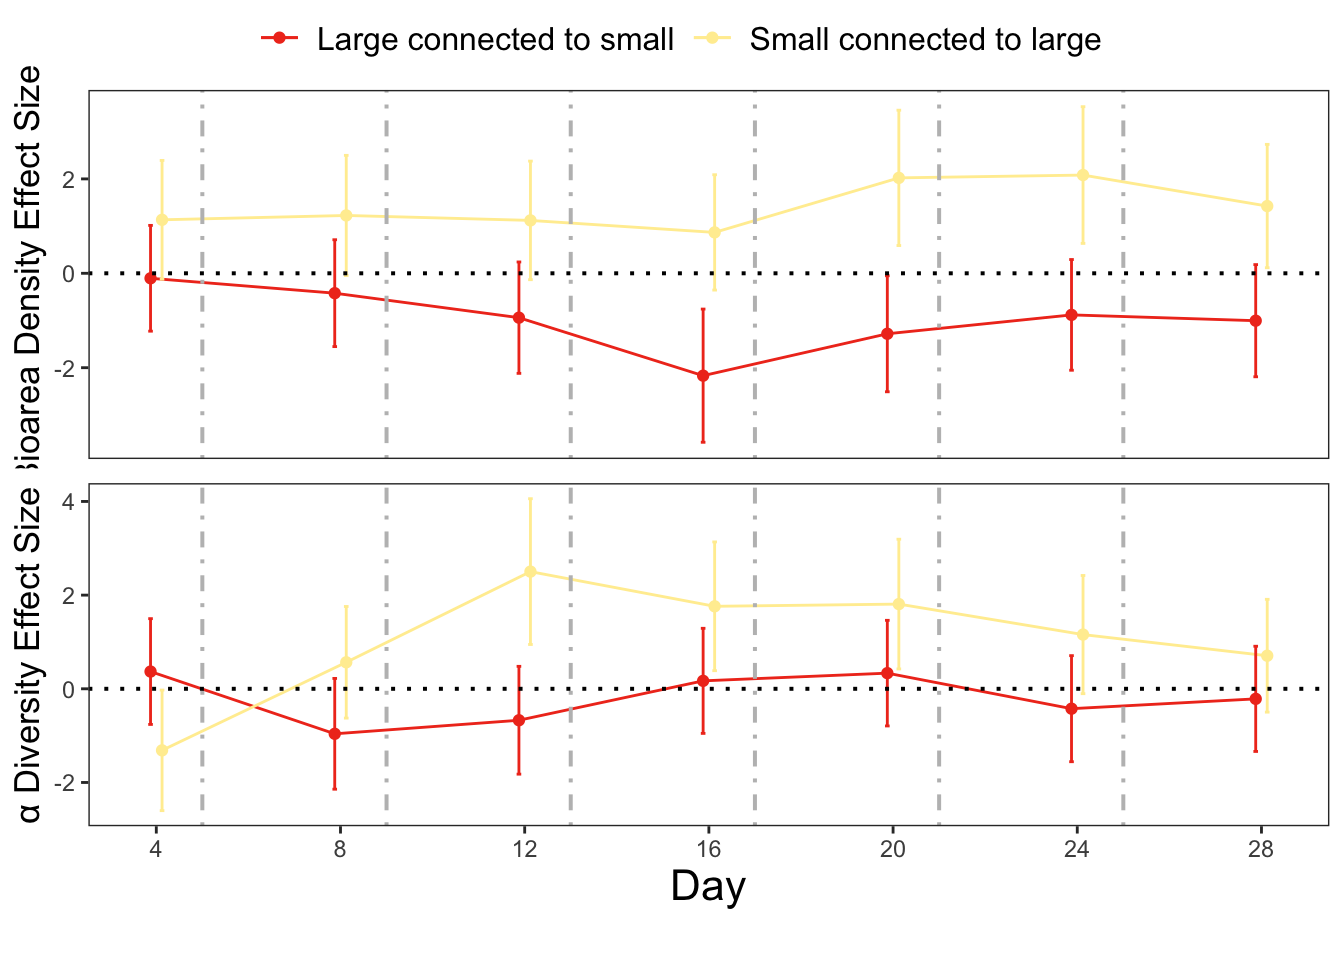 Large connected to small Small connected to large
Bioarea Density Effect Size
2
0
-2
α Diversity Effect Size
4
2
0
-2
4 8 12 16 20 24 28
Day